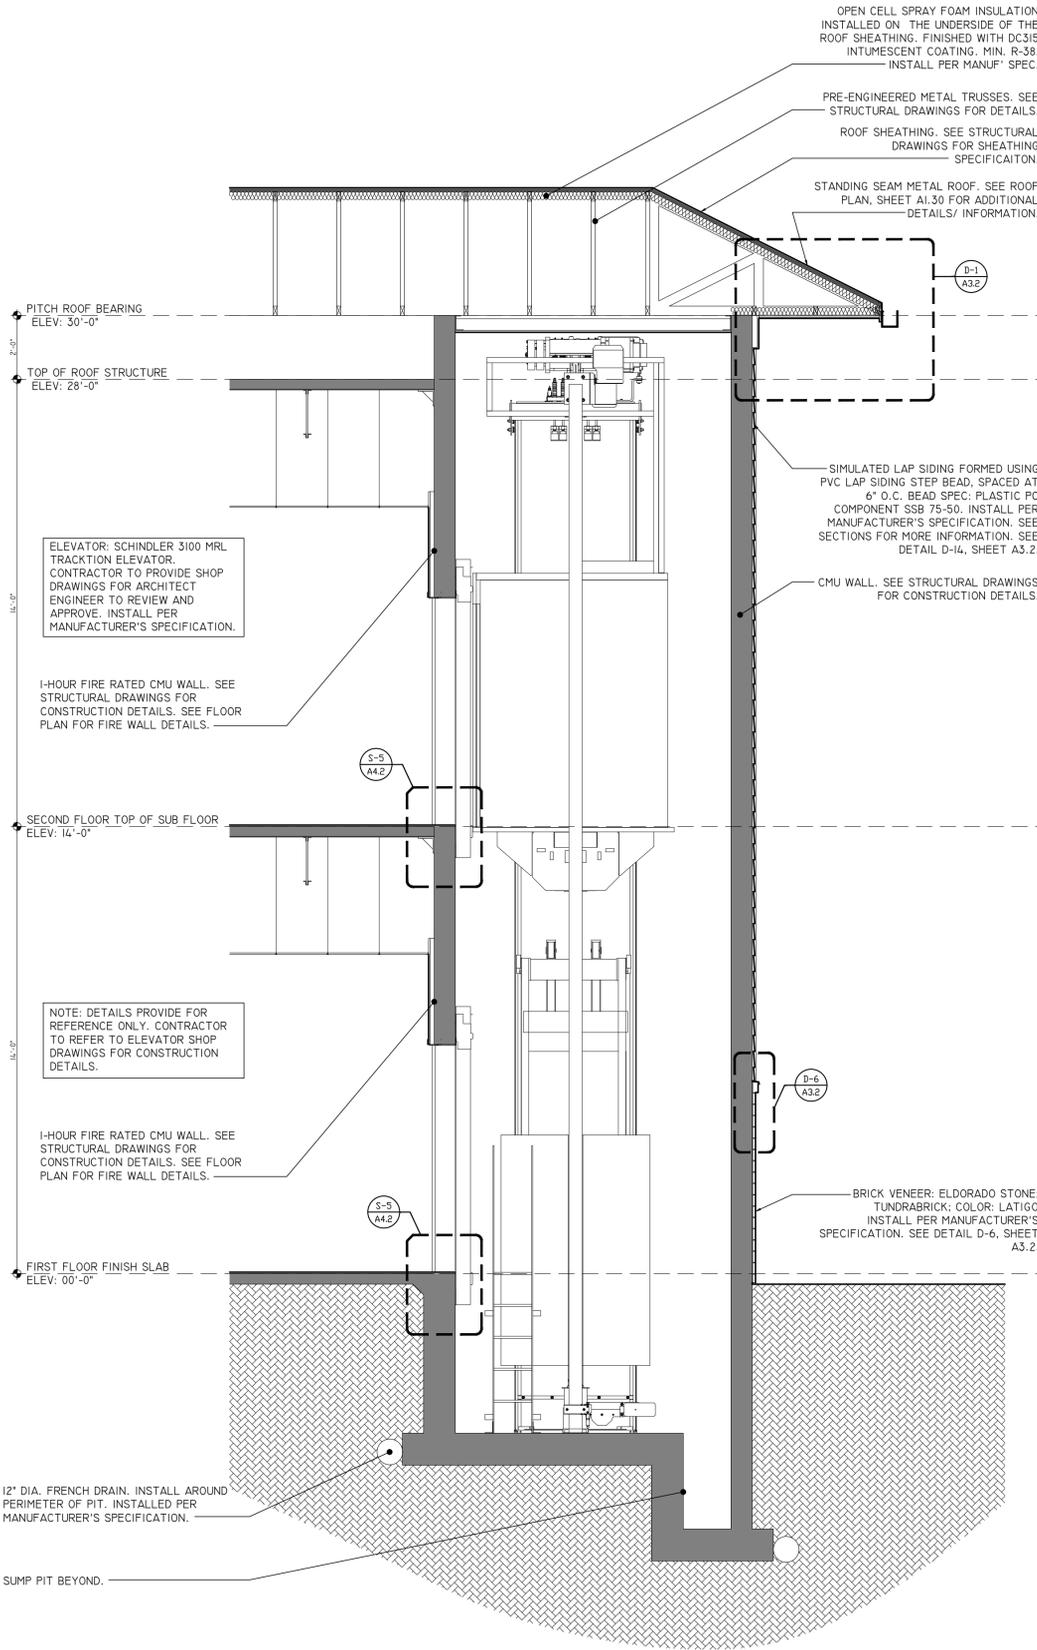 OPEN CELL SPRAY FOAM INSULATION
INSTALLED ON THE UNDERSIDE OF THE
ROOF SHEATHING. FINISHED WITH DC315
INTUMESCENT COATING. MIN. R-38.
INSTALL PER MANUF' SPEC.
PRE-ENGINEERED METAL TRUSSES. SEE
STRUCTURAL DRAWINGS FOR DETAILS.
ROOF SHEATHING. SEE STRUCTURAL
DRAWINGS FOR SHEATHING
SPECIFICAITON.
STANDING SEAM METAL ROOF. SEE ROOF
PLAN, SHEET A1.30 FOR ADDITIONAL
DETAILS/ INFORMATION.
D-1
A3.2
PITCH ROOF BEARING
ELEV: 30'-0"
2'-0"
TOP OF ROOF STRUCTURE
ELEV: 28'-0"
SIMULATED LAP SIDING FORMED USING
PVC LAP SIDING STEP BEAD, SPACED AT
6" O.C. BEAD SPEC: PLASTIC PC
COMPONENT SSB 75-50. INSTALL PER
MANUFACTURER'S SPECIFICATION. SEE
SECTIONS FOR MORE INFORMATION. SEE
DETAIL D-14, SHEET A3.2.
ELEVATOR: SCHINDLER 3100 MRL
TRACKTION ELEVATOR.
CONTRACTOR TO PROVIDE SHOP
DRAWINGS FOR ARCHITECT
ENGINEER TO REVIEW AND
APPROVE. INSTALL PER
MANUFACTURER'S SPECIFICATION.
CMU WALL. SEE STRUCTURAL DRAWINGS
FOR CONSTRUCTION DETAILS.
14'-0"
1-HOUR FIRE RATED CMU WALL. SEE
STRUCTURAL DRAWINGS FOR
CONSTRUCTION DETAILS. SEE FLOOR
PLAN FOR FIRE WALL DETAILS.
S-5
A4.2
SECOND FLOOR TOP OF SUB FLOOR
ELEV: 14'-0"
NOTE: DETAILS PROVIDE FOR
REFERENCE ONLY. CONTRACTOR
TO REFER TO ELEVATOR SHOP
DRAWINGS FOR CONSTRUCTION
DETAILS.
14'-0"
D-6
A3.2
1-HOUR FIRE RATED CMU WALL. SEE
STRUCTURAL DRAWINGS FOR
CONSTRUCTION DETAILS. SEE FLOOR
PLAN FOR FIRE WALL DETAILS.
S-5
A4.2
BRICK VENEER: ELDORADO STONE;
TUNDRABRICK; COLOR: LATIGO
INSTALL PER MANUFACTURER'S
SPECIFICATION. SEE DETAIL D-6, SHEET
A3.2.
FIRST FLOOR FINISH SLAB
ELEV: 00'-0"
12" DIA. FRENCH DRAIN. INSTALL AROUND
PERIMETER OF PIT. INSTALLED PER
MANUFACTURER'S SPECIFICATION.
SUMP PIT BEYOND.